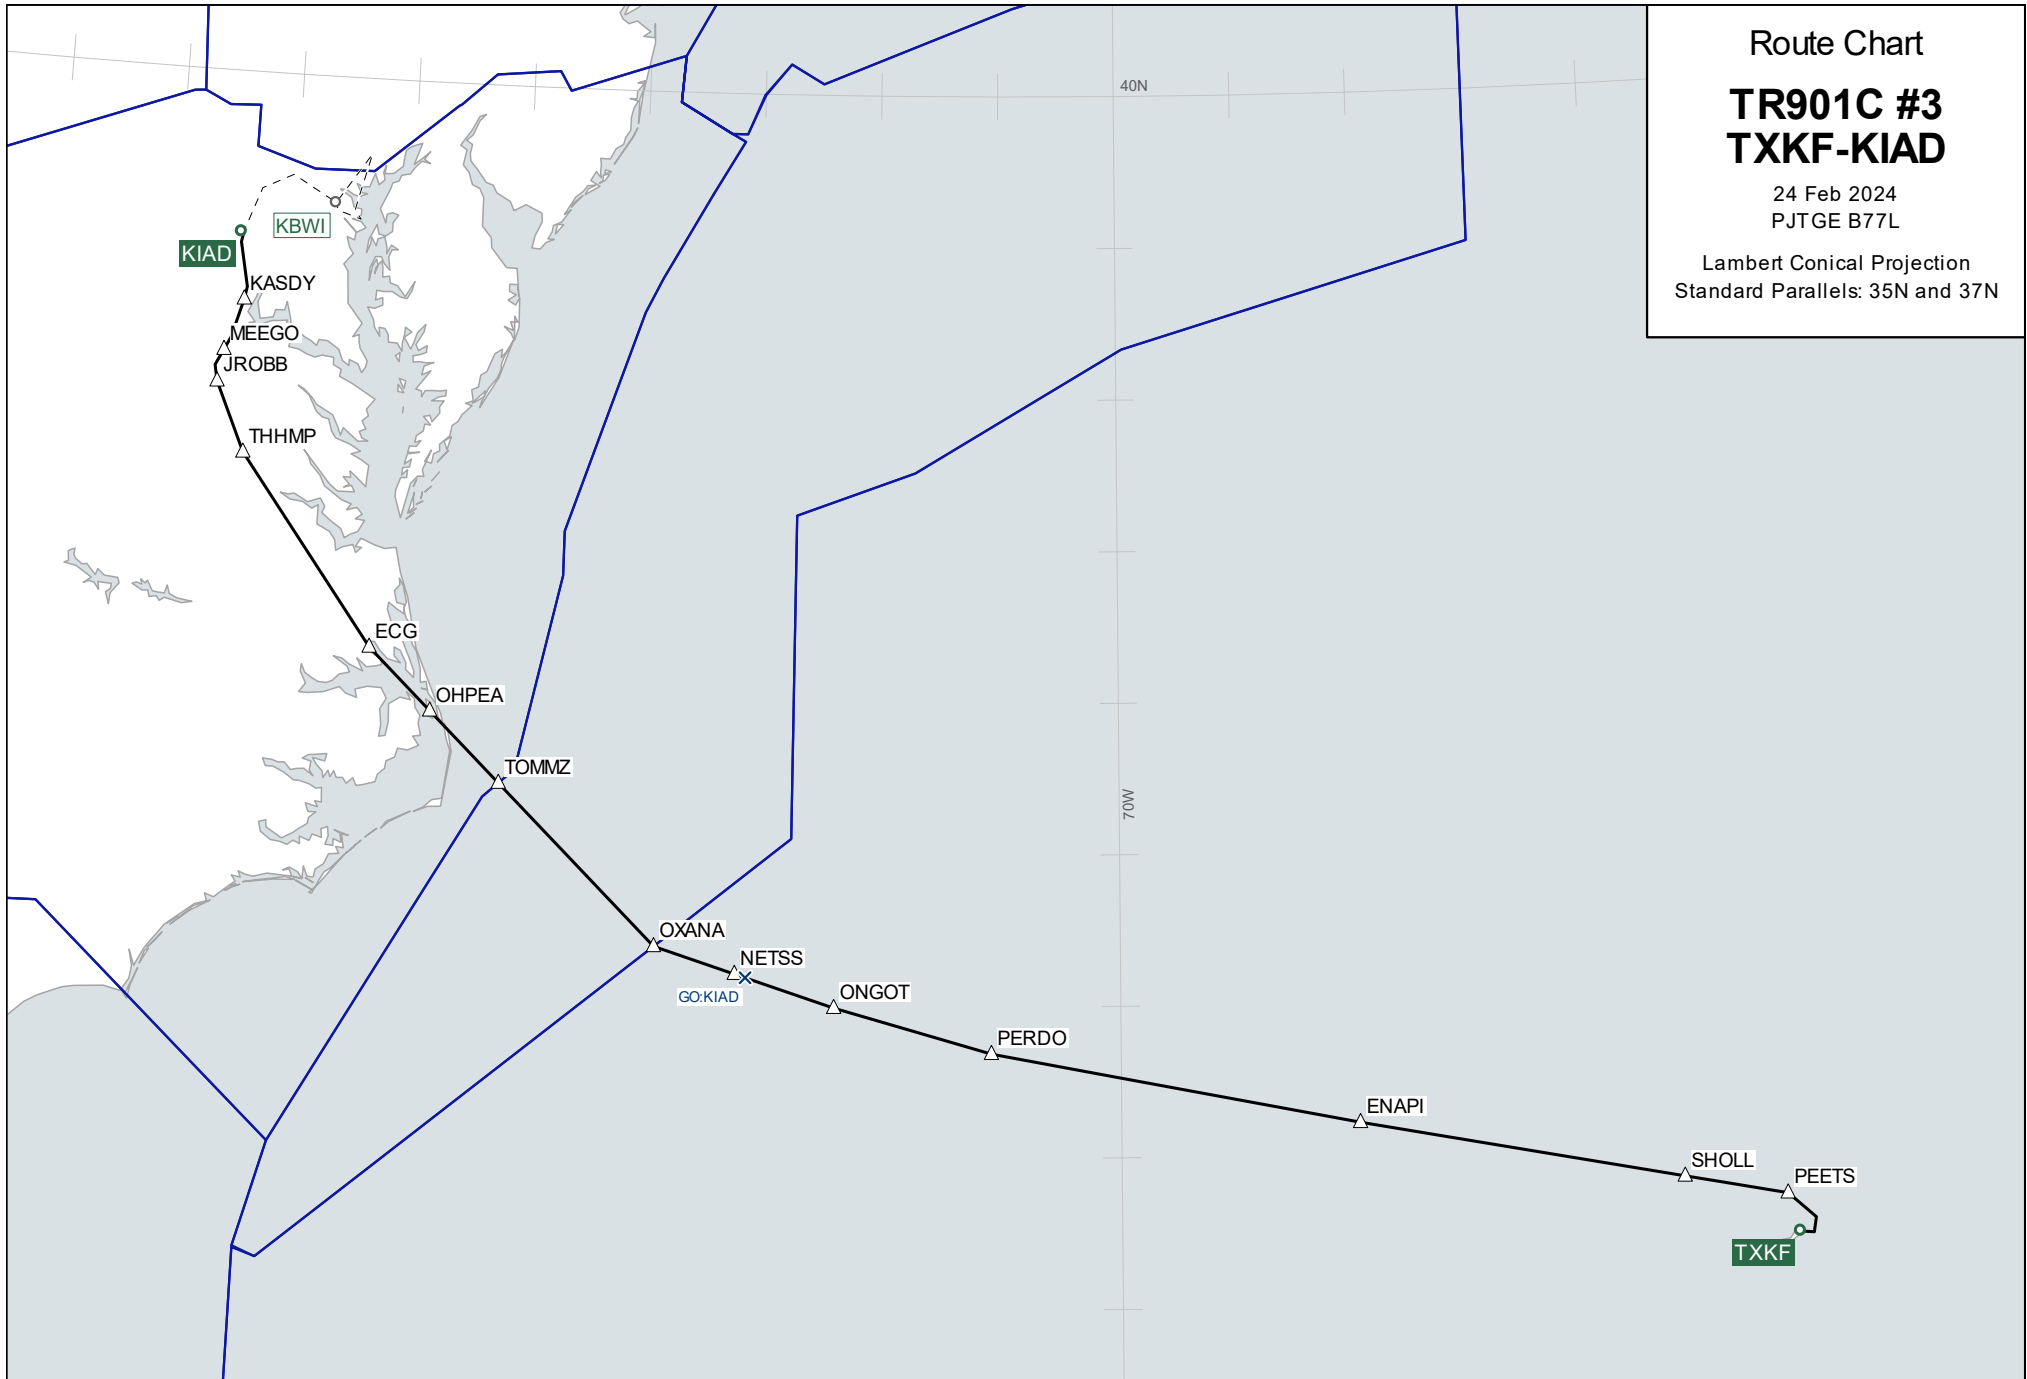 Route Chart
TR901C #3
TXKF-KIAD
24 Feb 2024
PJTGE B77L
Lambert Conical Projection
Standard Parallels: 35N and 37N
40N
KBWI
KIAD
KASDY
MEEGO
JROBB
THHMP
ECG
OHPEA
TOMMZ
70W
OXANA
NETSS
GO:KIAD
ONGOT
PERDO
ENAPI
SHOLL
PEETS
TXKF